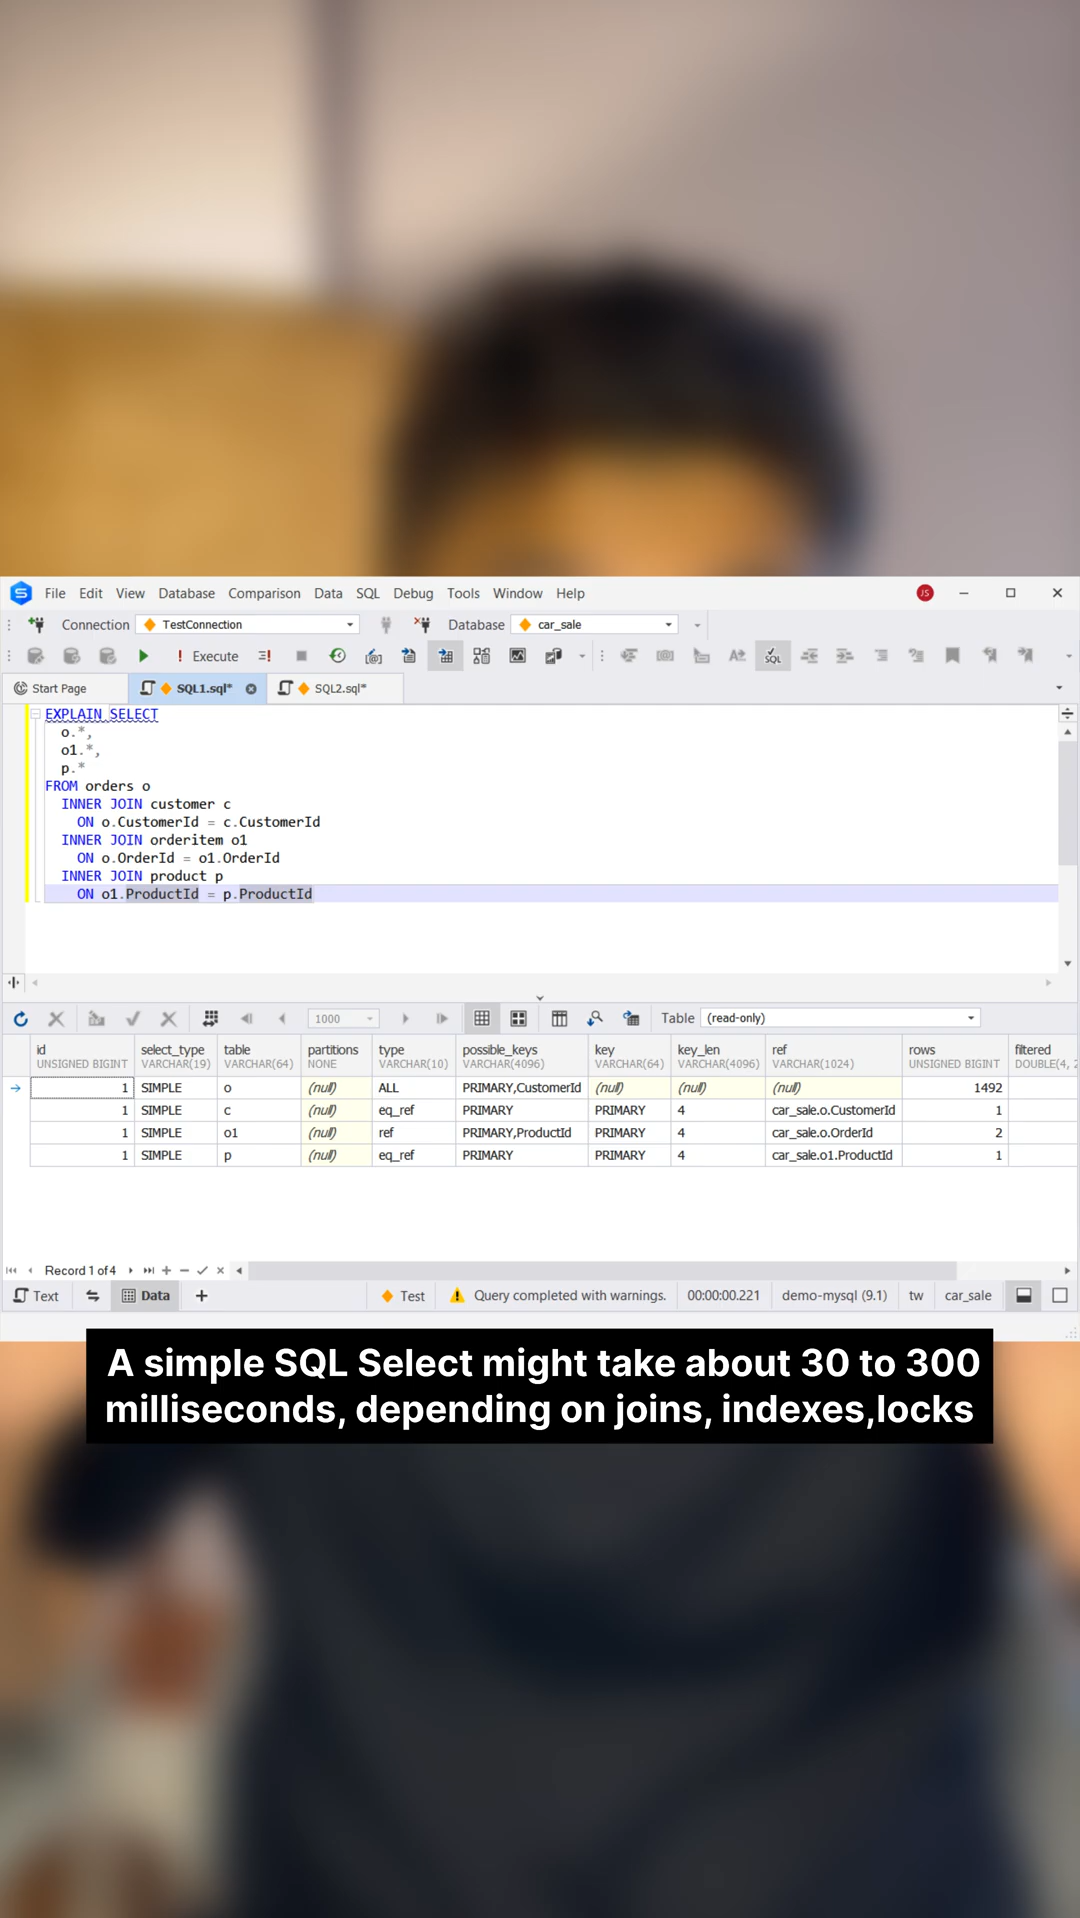 File Edit View Database Comparison Data SQL Debug Tools Window Help JS
Connection TestConnection Database car_sale
Execute SQL
Start Page SQL1.sql* SQL2.sql*
EXPLAIN SELECT
o.*,
o1.*,
p.*
FROM orders o
INNER JOIN customer c
ON o.CustomerId = c.CustomerId
INNER JOIN orderitem o1
ON o.OrderId = o1.OrderId
INNER JOIN product p
ON o1.ProductId = p.ProductId
1000 Table (read-only)
id select_type table partitions type possible_keys key key_len ref rows filtered
UNSIGNED BIGINT VARCHAR(19) VARCHAR(64) NONE VARCHAR(10) VARCHAR(4096) VARCHAR(64) VARCHAR(4096) VARCHAR(1024) UNSIGNED BIGINT DOUBLE(4, 2
1 SIMPLE o (null) ALL PRIMARY,CustomerId (null) (null) (null) 1492
1 SIMPLE c (null) eq_ref PRIMARY PRIMARY 4 car_sale.o.CustomerId 1
1 SIMPLE o1 (null) ref PRIMARY,ProductId PRIMARY 4 car_sale.o.OrderId 2
1 SIMPLE p (null) eq_ref PRIMARY PRIMARY 4 car_sale.o1.ProductId 1
Record 1 of 4
Text Data Test Query completed with warnings. 00:00:00.221 demo-mysql (9.1) tw car_sale
A simple SQL Select might take about 30 to 300
milliseconds, depending on joins, indexes,locks